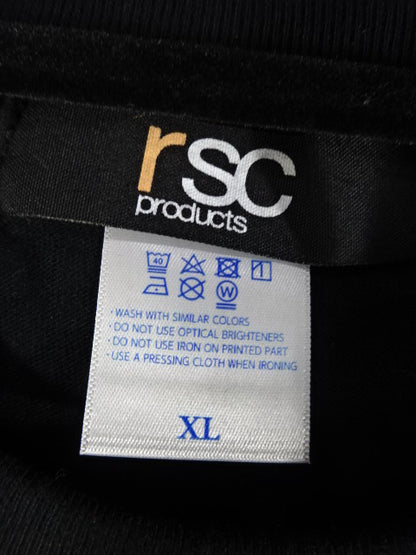 rsc
products
40
W
· WASH WITH SIMILAR COLORS
· DO NOT USE OPTICAL BRIGHTENERS
· DO NOT USE IRON ON PRINTED PART
· USE A PRESSING CLOTH WHEN IRONING
XL